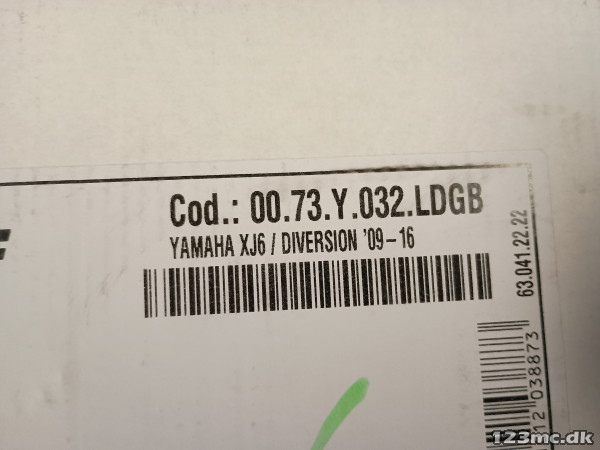 Cod.: 00.73.Y.032.LDGB
YAMAHA XJ6 / DIVERSION '09-16
63.041.22.22
12 038873
123mc.dk